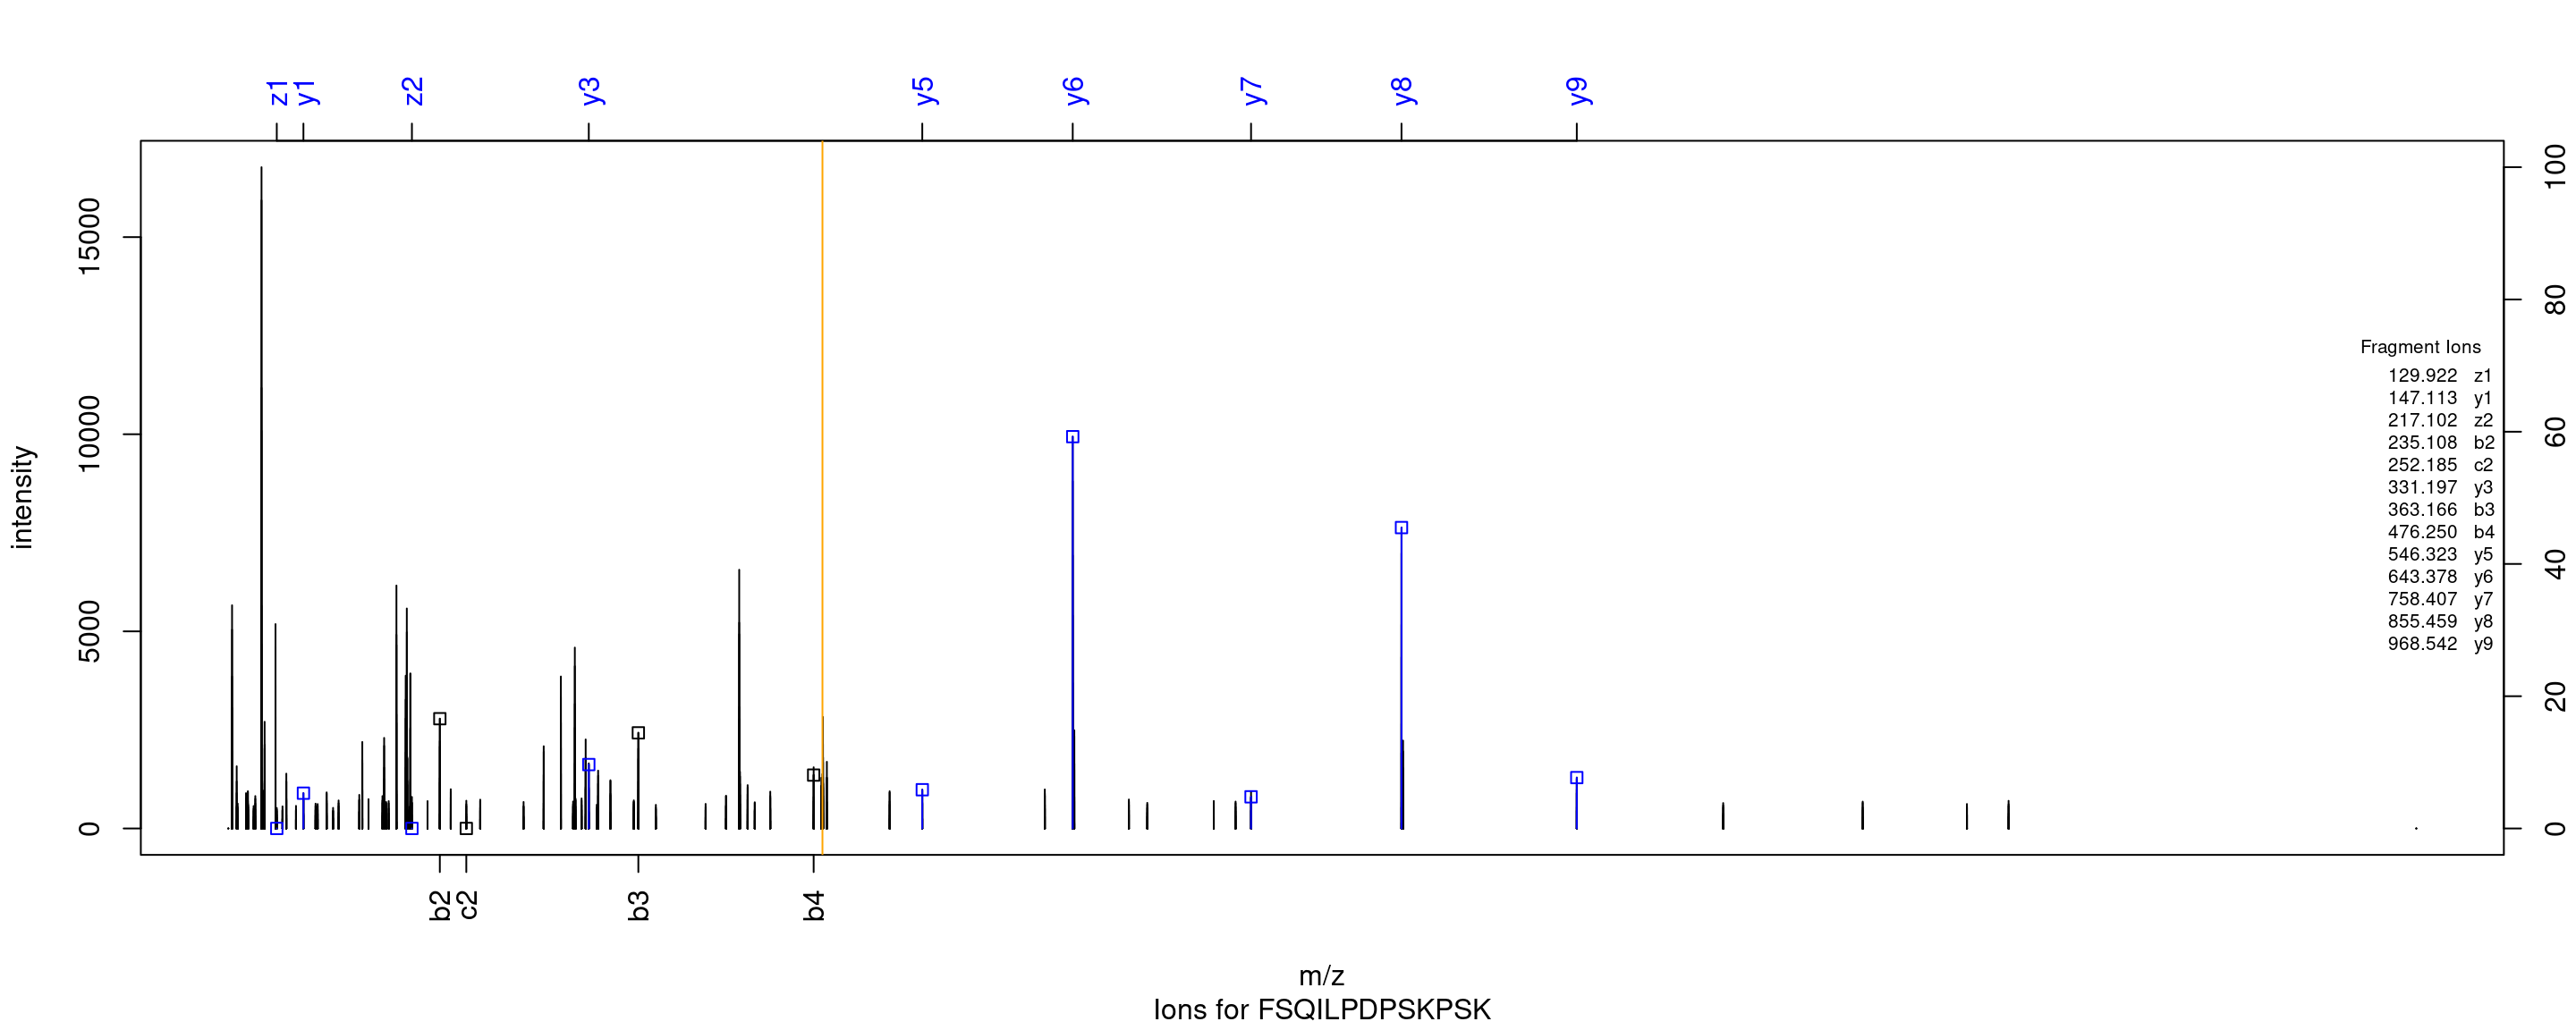 z1 y1 z2 y3 y5 y6 y7 y8 y9
intensity
0 5000 10000 15000
0 20 40 60 80 100
Fragment Ions
129.922 z1
147.113 y1
217.102 z2
235.108 b2
252.185 c2
331.197 y3
363.166 b3
476.250 b4
546.323 y5
643.378 y6
758.407 y7
855.459 y8
968.542 y9
b2 c2 b3 b4
m/z
Ions for FSQILPDPSKPSK